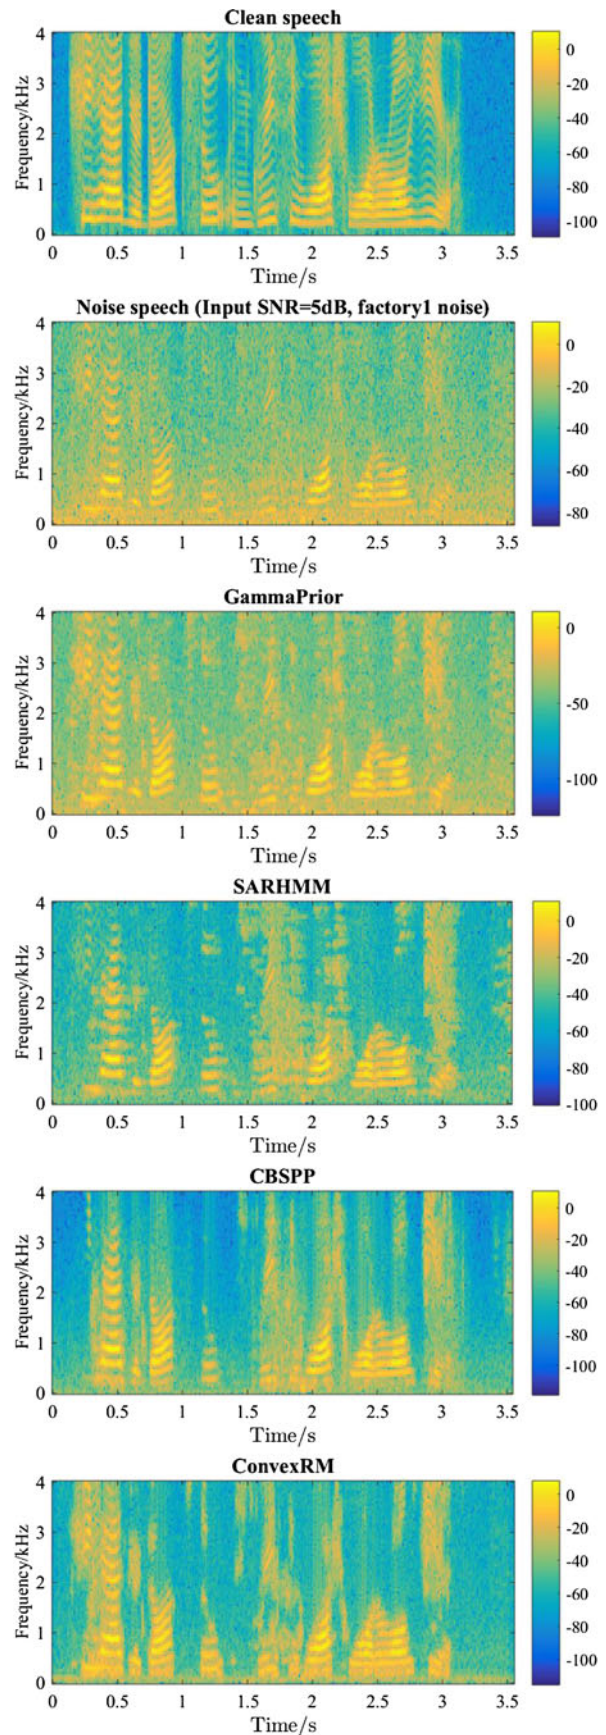 Clean speech
4
3
2
1
0
Frequency/kHz
0
-20
-40
-60
-80
-100
0 0.5 1 1.5 2 2.5 3 3.5
Time/s
Noise speech (Input SNR=5dB, factory1 noise)
4
3
2
1
0
Frequency/kHz
0
-20
-40
-60
-80
0 0.5 1 1.5 2 2.5 3 3.5
Time/s
GammaPrior
4
3
2
1
0
Frequency/kHz
0
-50
-100
0 0.5 1 1.5 2 2.5 3 3.5
Time/s
SARHMM
4
3
2
1
0
Frequency/kHz
0
-20
-40
-60
-80
-100
0 0.5 1 1.5 2 2.5 3 3.5
Time/s
CBSPP
4
3
2
1
0
Frequency/kHz
0
-20
-40
-60
-80
-100
0 0.5 1 1.5 2 2.5 3 3.5
Time/s
ConvexRM
4
3
2
1
0
Frequency/kHz
0
-20
-40
-60
-80
-100
0 0.5 1 1.5 2 2.5 3 3.5
Time/s